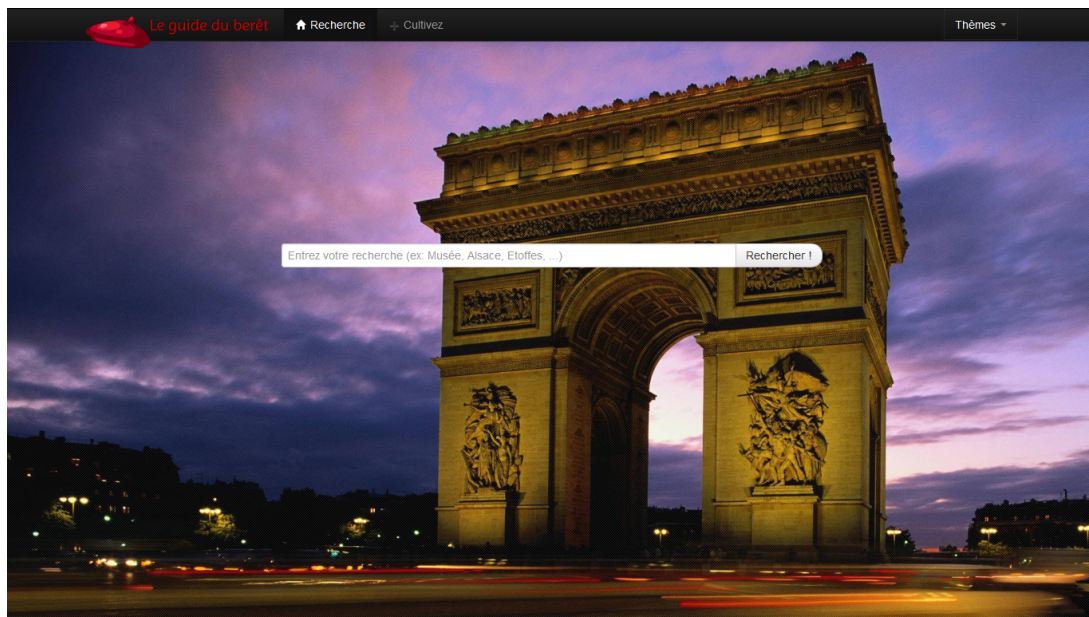 Le guide du berêt
Recherche
Cultivez
Thèmes
Entrez votre recherche (ex: Musée, Alsace, Etoffes, ...)
Rechercher !